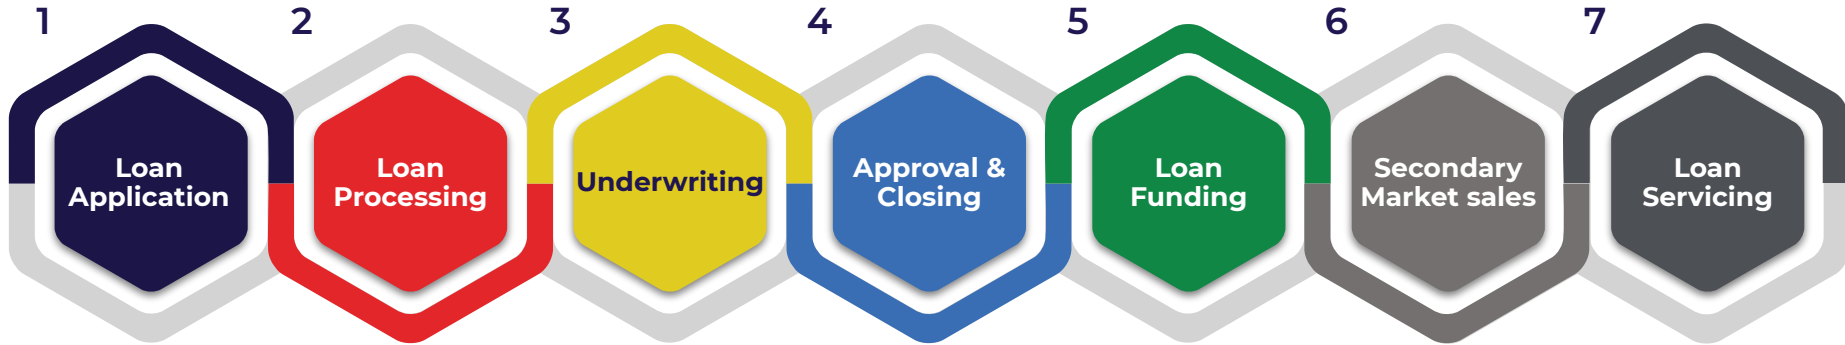 1
Loan
Application
2
Loan
Processing
3
Underwriting
4
Approval &
Closing
5
Loan
Funding
6
Secondary
Market sales
7
Loan
Servicing